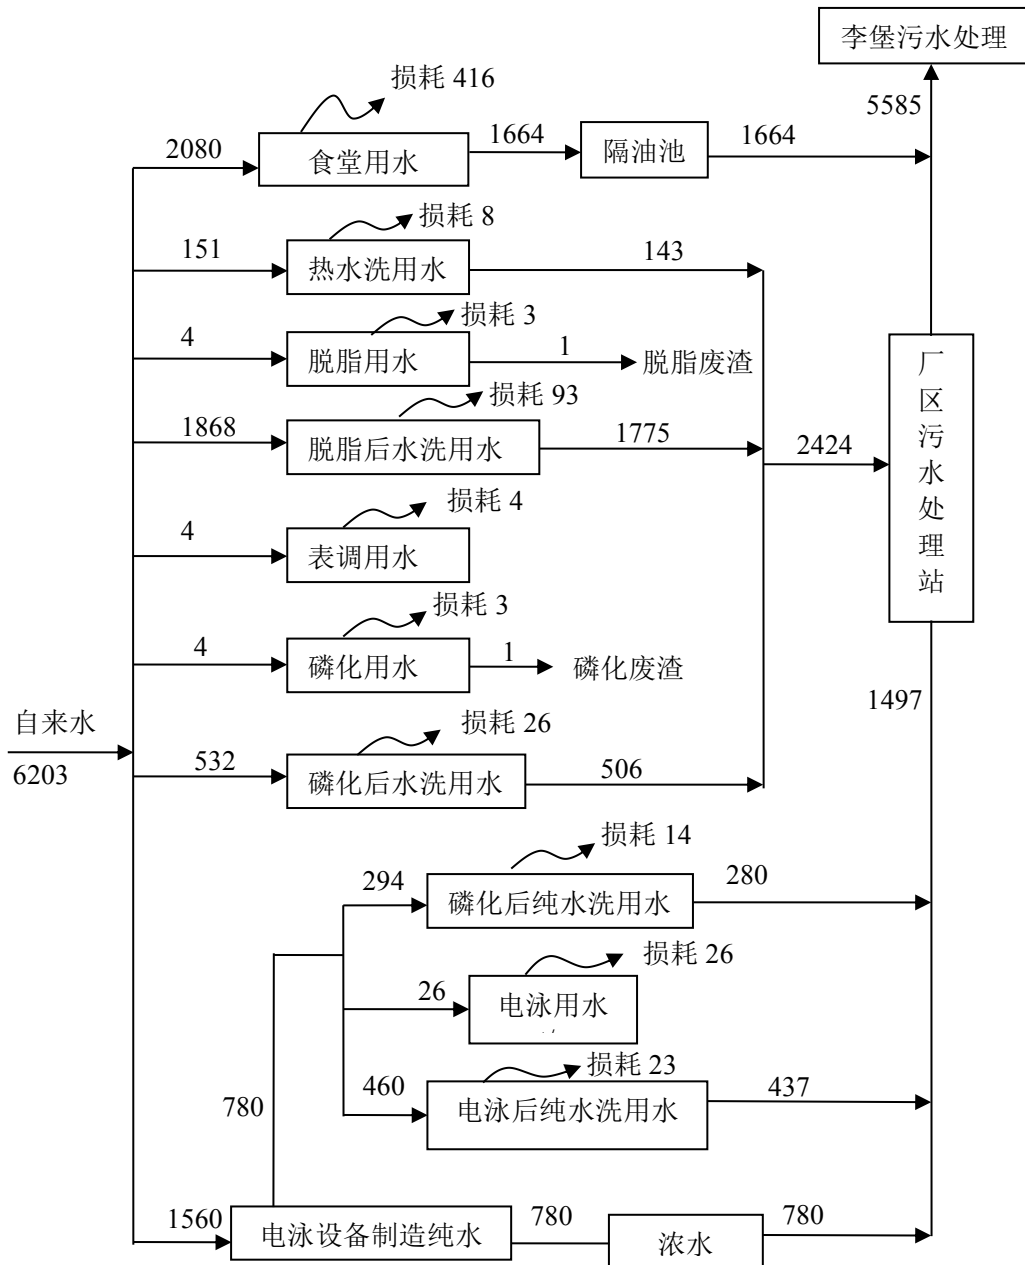 李堡污水处理
5585
损耗 416
2080
食堂用水
1664
隔油池
1664
损耗 8
151
热水洗用水
143
损耗 3
4
脱脂用水
1
脱脂废渣
损耗 93
1868
脱脂后水洗用水
1775
2424
厂区污水处理站
损耗 4
4
表调用水
损耗 3
4
磷化用水
1
磷化废渣
1497
自来水
6203
损耗 26
532
磷化后水洗用水
506
损耗 14
294
磷化后纯水洗用水
280
损耗 26
26
电泳用水
损耗 23
460
电泳后纯水洗用水
437
780
1560
电泳设备制造纯水
780
浓水
780